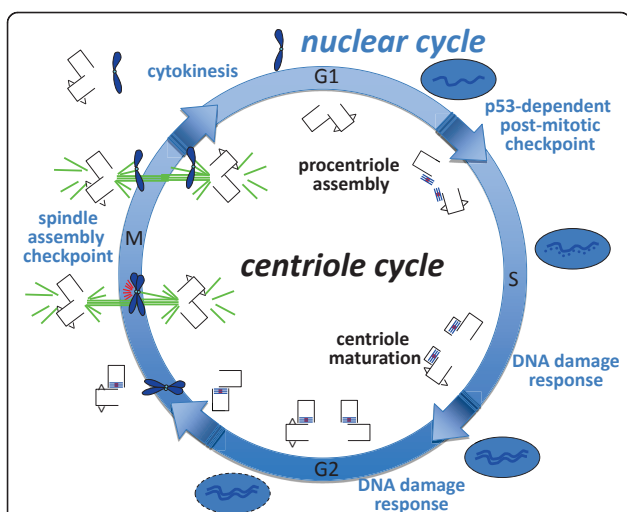 nuclear cycle
cytokinesis
G1
p53-dependent
post-mitotic
checkpoint
procentriole
assembly
spindle
assembly
checkpoint
M
centriole cycle
S
centriole
maturation
DNA damage
response
G2
DNA damage
response